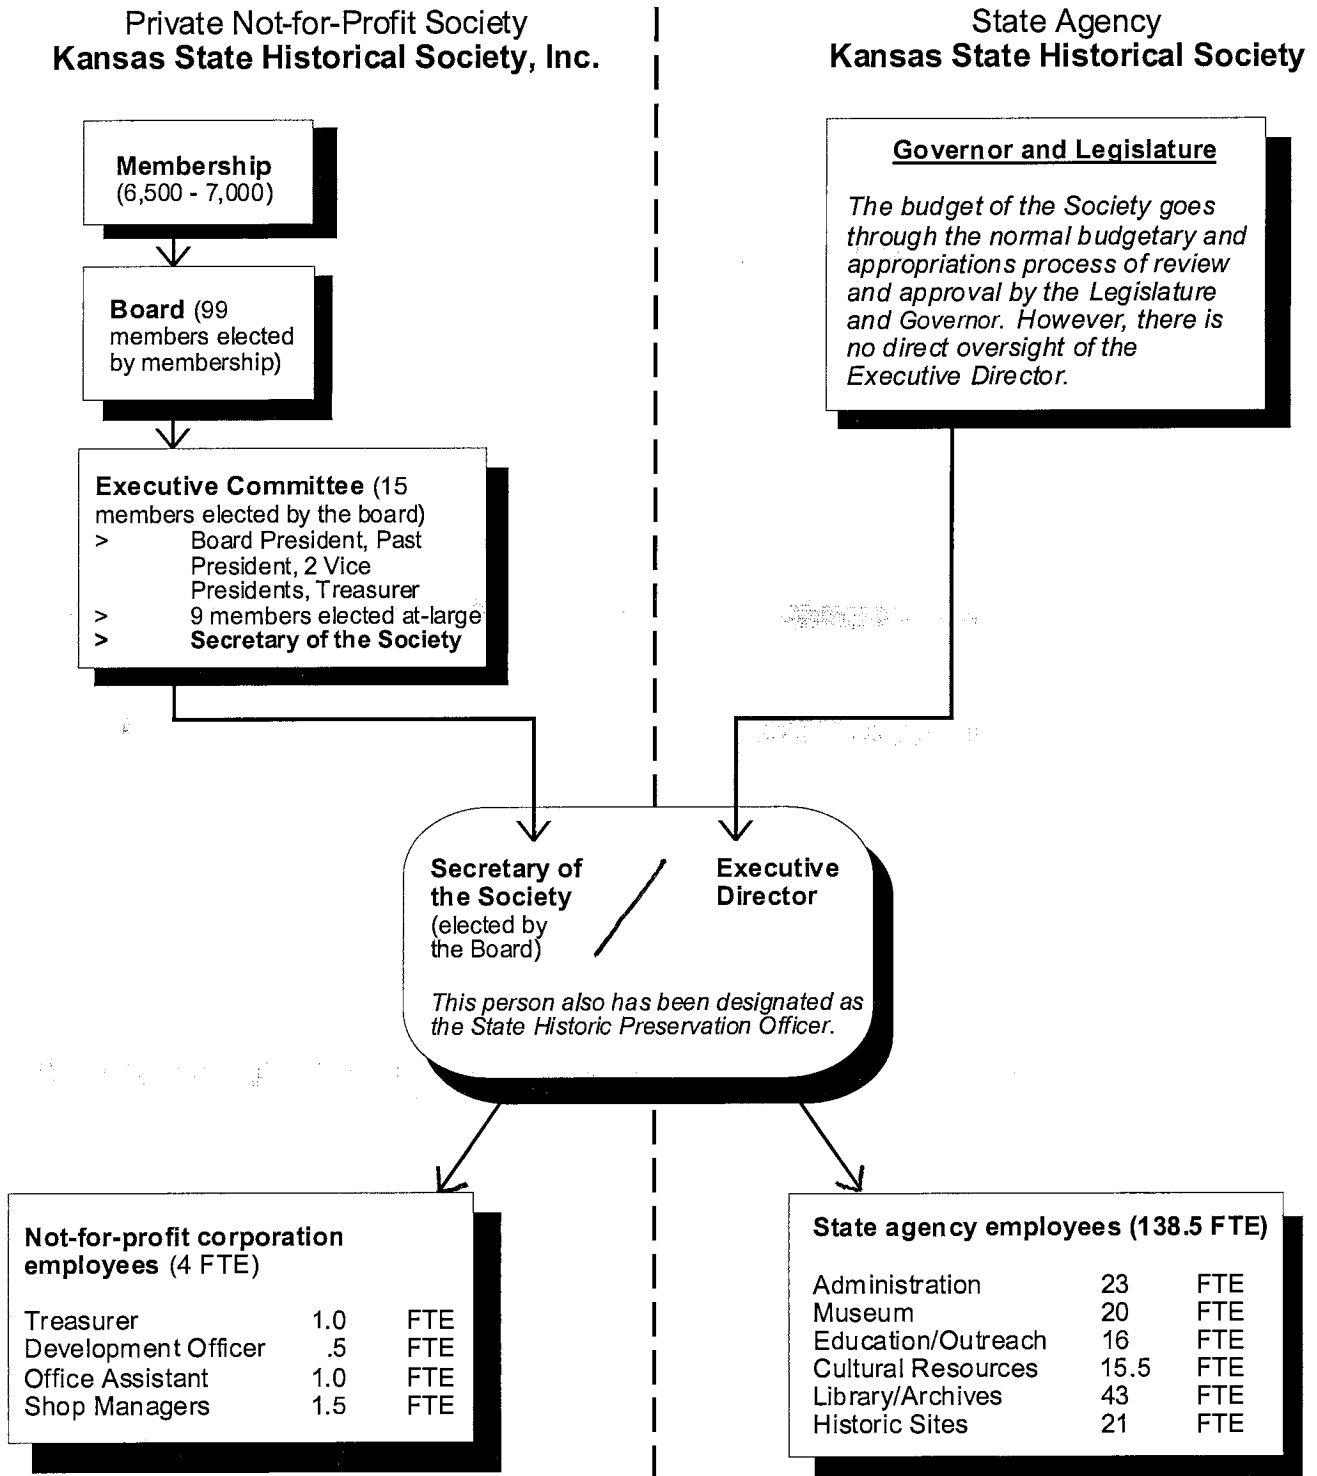 Private Not-for-Profit Society
Kansas State Historical Society, Inc.
State Agency
Kansas State Historical Society
Membership
(6,500 - 7,000)
Board (99
members elected
by membership)
Executive Committee (15
members elected by the board)
> Board President, Past
President, 2 Vice
Presidents, Treasurer
> 9 members elected at-large
> Secretary of the Society
Governor and Legislature
The budget of the Society goes
through the normal budgetary and
appropriations process of review
and approval by the Legislature
and Governor. However, there is
no direct oversight of the
Executive Director.
Secretary of
the Society
(elected by
the Board)
/
Executive
Director
This person also has been designated as
the State Historic Preservation Officer.
Not-for-profit corporation
employees (4 FTE)
Treasurer 1.0 FTE
Development Officer .5 FTE
Office Assistant 1.0 FTE
Shop Managers 1.5 FTE
State agency employees (138.5 FTE)
Administration 23 FTE
Museum 20 FTE
Education/Outreach 16 FTE
Cultural Resources 15.5 FTE
Library/Archives 43 FTE
Historic Sites 21 FTE